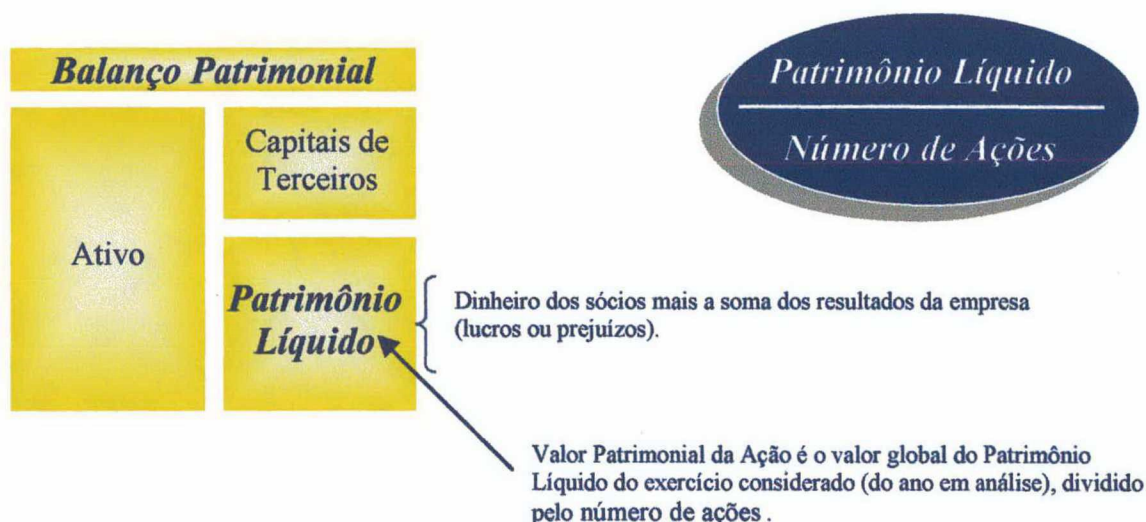 Balanço Patrimonial
Ativo
Capitais de
Terceiros
Patrimônio
Líquido
Patrimônio Líquido
Número de Ações
Dinheiro dos sócios mais a soma dos resultados da empresa
(lucros ou prejuízos).
Valor Patrimonial da Ação é o valor global do Patrimônio
Líquido do exercício considerado (do ano em análise), dividido
pelo número de ações .